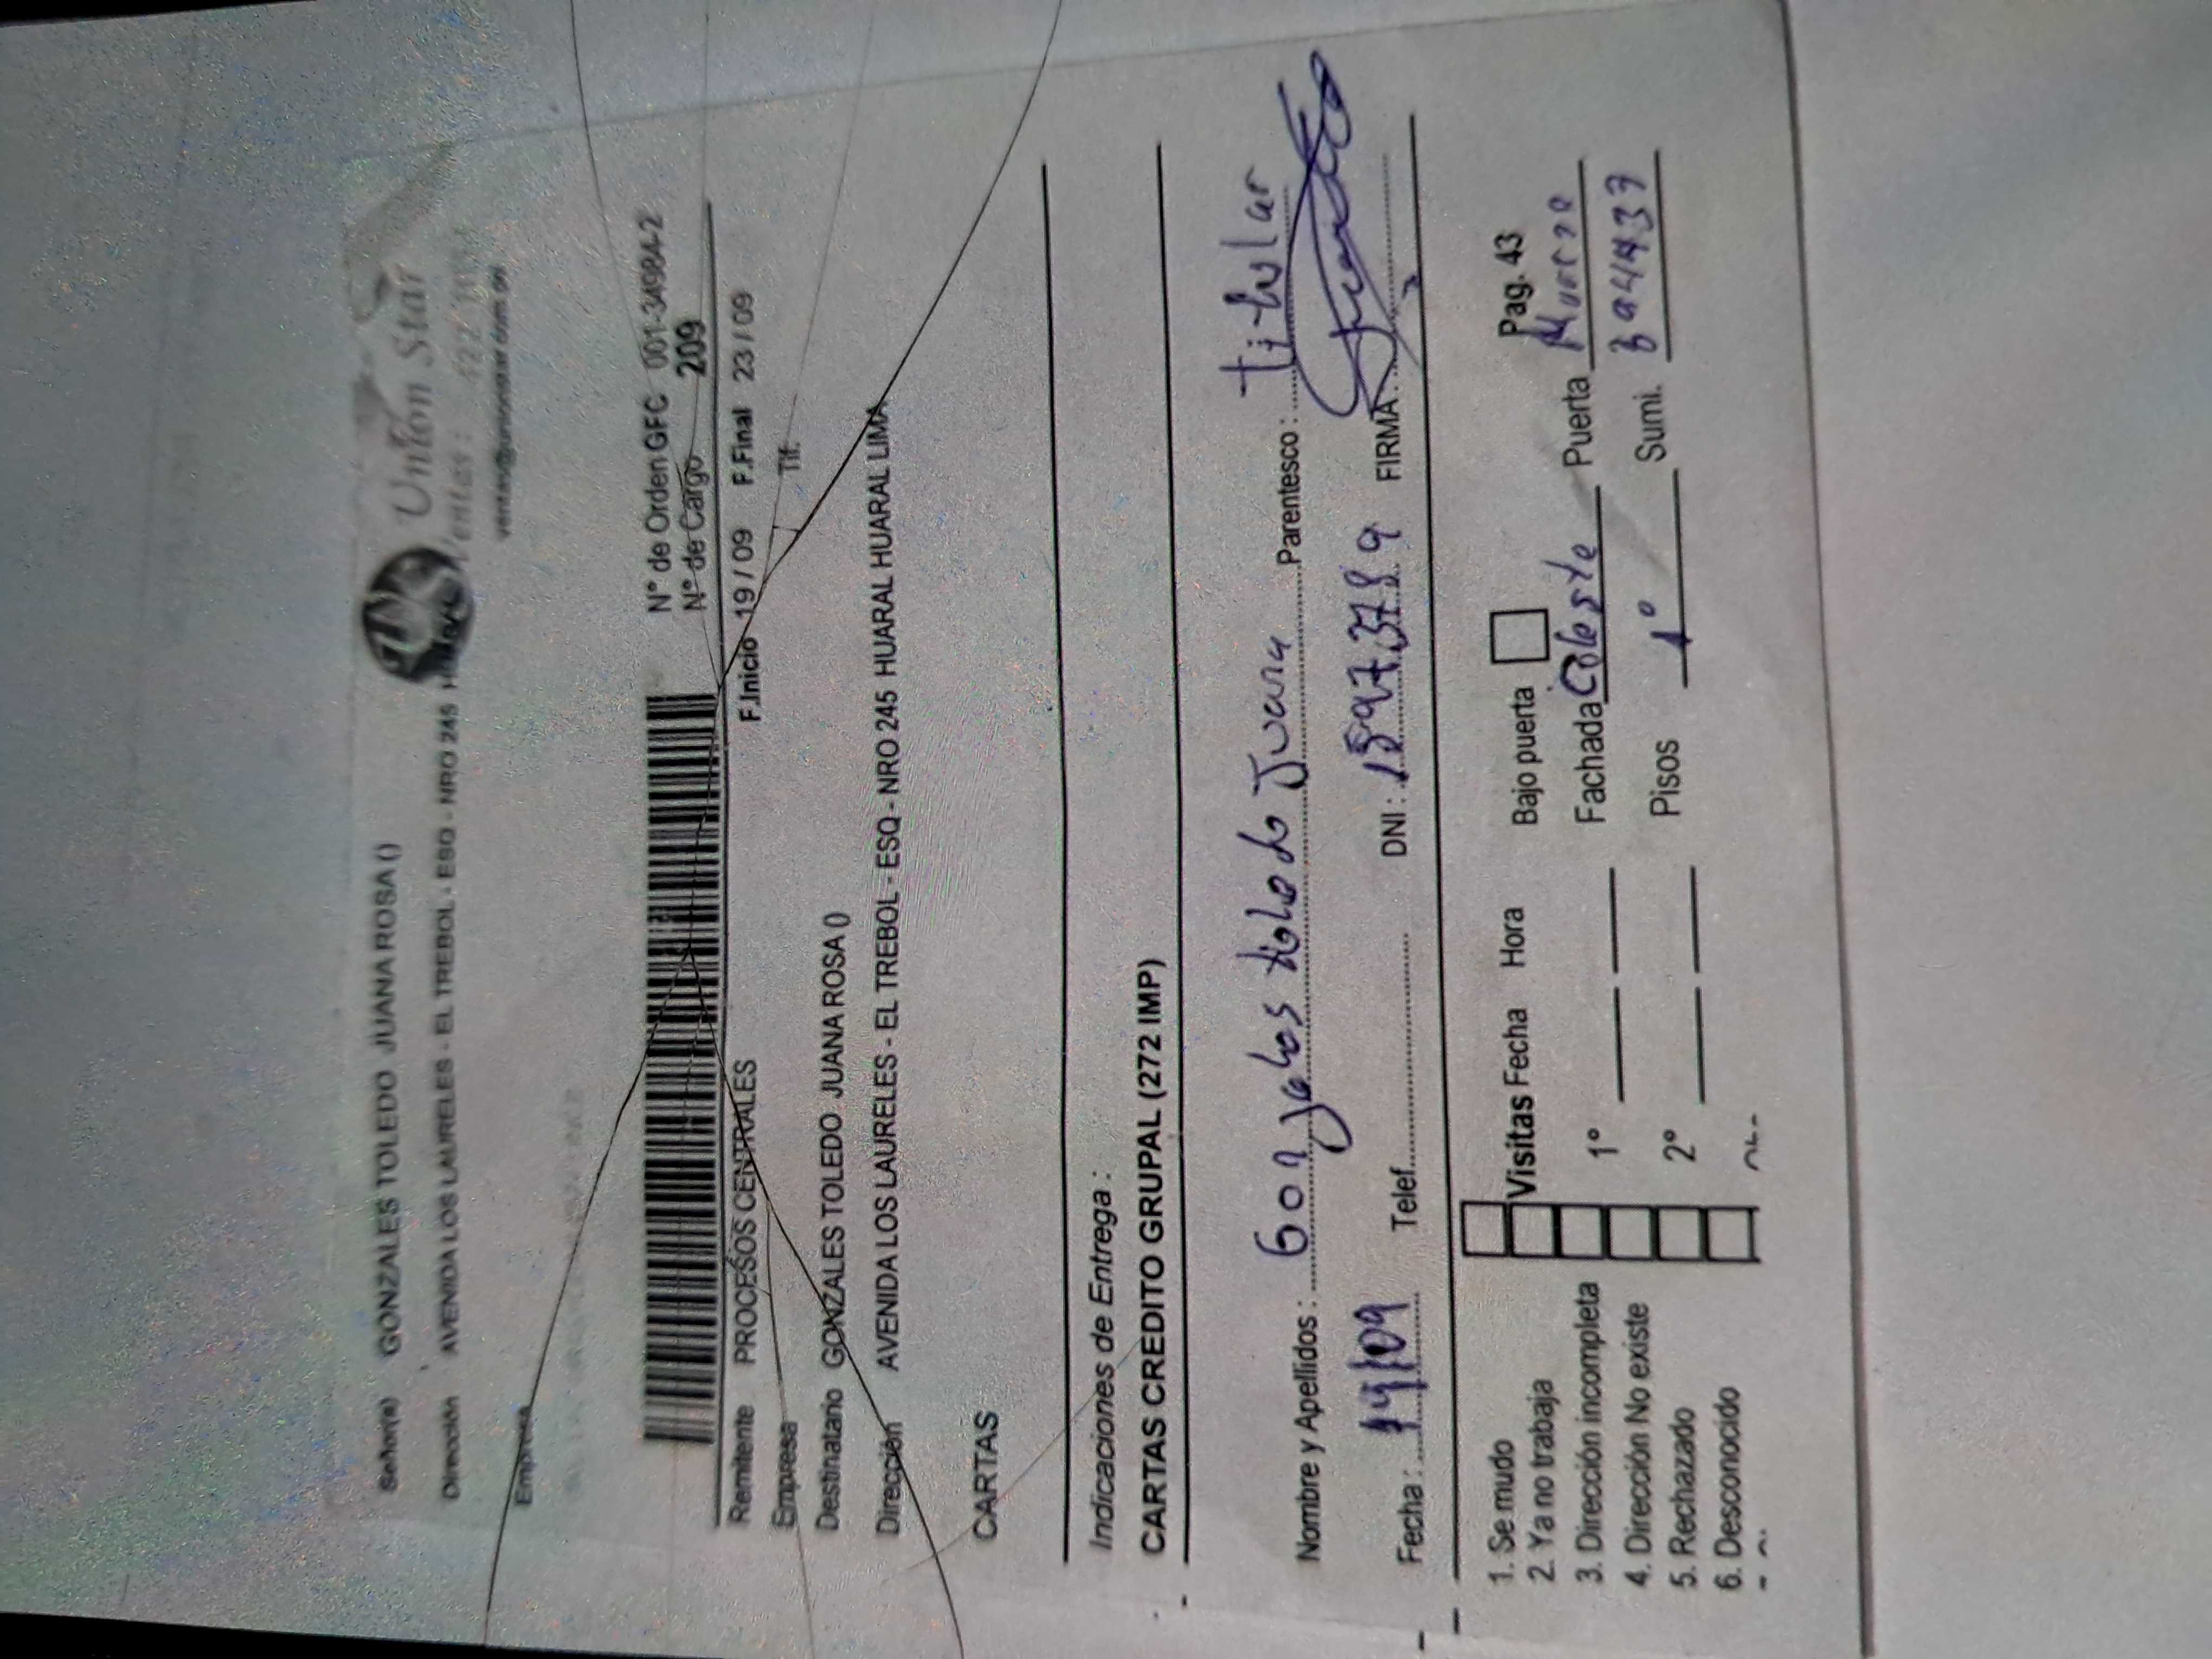 Union Star
Señor(a) GONZALES TOLEDO JUANA ROSA ()
Dirección AVENIDA LOS LAURELES - EL TREBOL - ESQ - NRO 245
Empresa
N° de Orden GFC 001-349842
N° de Cargo 209
Remitente PROCESOS CENTRALES F.Inicio 19 / 09 F.Final 23 / 09
Empresa Tlf:
Destinatario GONZALES TOLEDO JUANA ROSA ()
Dirección AVENIDA LOS LAURELES - EL TREBOL - ESQ - NRO 245 HUARAL HUARAL LIMA
CARTAS
Indicaciones de Entrega :
CARTAS CREDITO GRUPAL (272 IMP)
Nombre y Apellidos : Gonzales toledo Juana Parentesco : titular
Fecha : 19/09 Telef. DNI : 15973789 FIRMA
Pag. 43
1. Se mudo Visitas Fecha Hora Bajo puerta
2. Ya no trabaja
3. Dirección incompleta 1° Fachada Celeste Puerta
4. Dirección No existe
5. Rechazado 2° Pisos 1° Sumi.
6. Desconocido